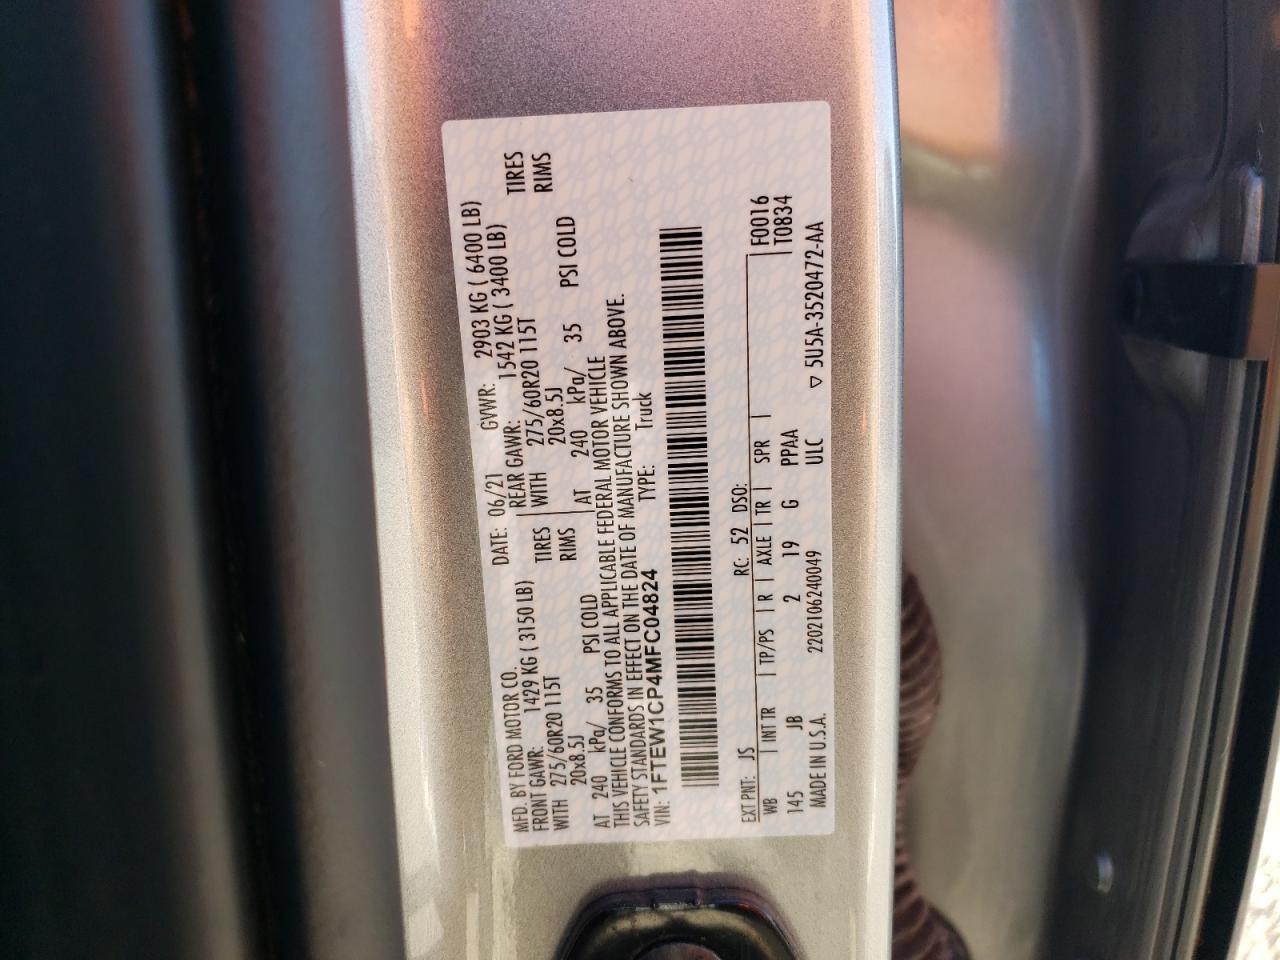 MFD. BY FORD MOTOR CO.
DATE: 06/21 GVWR: 2903 KG ( 6400 LB)
FRONT GAWR: 1429 KG ( 3150 LB) REAR GAWR: 1542 KG ( 3400 LB)
WITH 275/60R20 115T TIRES WITH 275/60R20 115T TIRES
20x8.5J RIMS 20x8.5J RIMS
AT 240 kPa/ 35 PSI COLD AT 240 kPa/ 35 PSI COLD
THIS VEHICLE CONFORMS TO ALL APPLICABLE FEDERAL MOTOR VEHICLE
SAFETY STANDARDS IN EFFECT ON THE DATE OF MANUFACTURE SHOWN ABOVE.
VIN: 1FTEW1CP4MFC04824 TYPE: Truck
EXT PNT: JS RC: 52 DSO:
WB INT TR TP/PS R AXLE TR SPR F0016
145 JB 2 19 G PPAA T0834
MADE IN U.S.A. 2202106240049 ULC ▽ 5U5A-3520472-AA